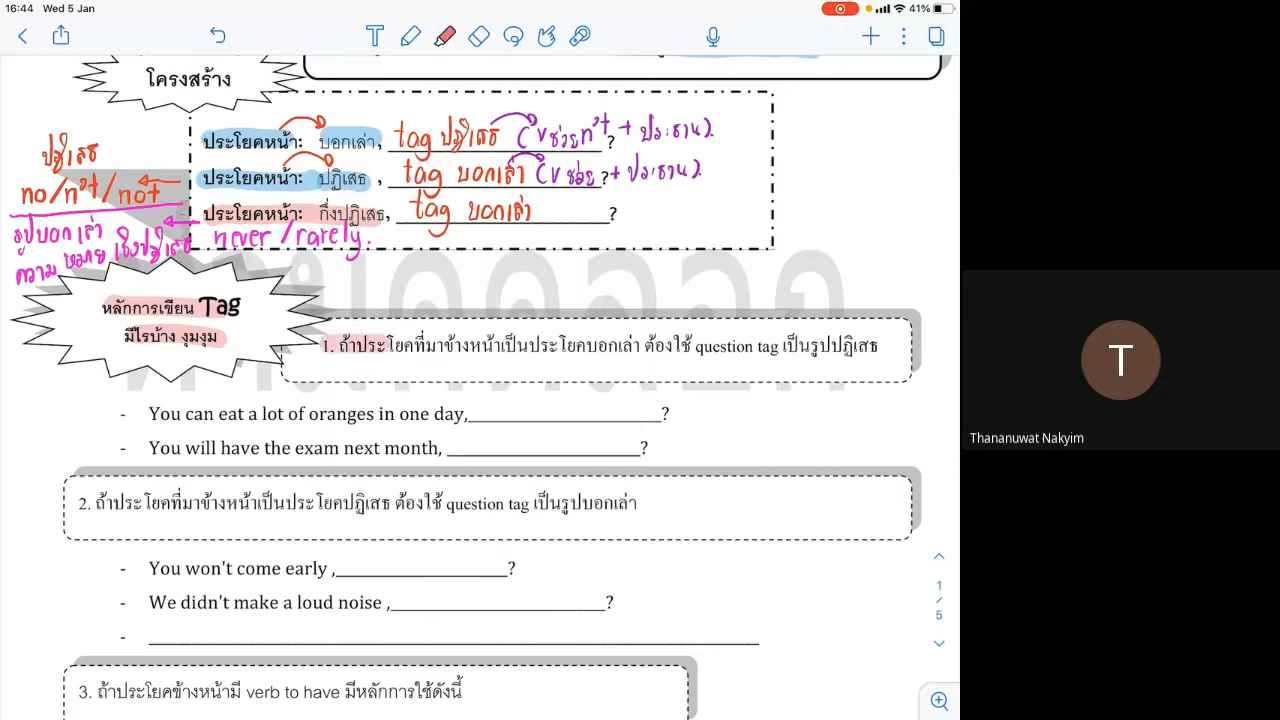 16:44 Wed 5 Jan
41%
โครงสร้าง
ประโยคหน้า: บอกเล่า, tag ปฏิเสธ (v ช่วยn't + ประธาน) ?
ประโยคหน้า: ปฏิเสธ , tag บอกเล่า (v ช่วย + ประธาน) ?
ประโยคหน้า: กึ่งปฏิเสธ, tag บอกเล่า ?
never/rarely.
ปฏิเสธ
no/n't/not
รูปบอกเล่า
ความหมายเชิงปฏิเสธ
หลักการเขียน Tag
มีไรบ้าง งุมงุม
1. ถ้าประโยคที่มาข้างหน้าเป็นประโยคบอกเล่า ต้องใช้ question tag เป็นรูปปฏิเสธ
- You can eat a lot of oranges in one day,____________________?
- You will have the exam next month, ____________________?
2. ถ้าประโยคที่มาข้างหน้าเป็นประโยคปฏิเสธ ต้องใช้ question tag เป็นรูปบอกเล่า
- You won't come early ,__________________?
- We didn't make a loud noise ,______________________?
- ______________________________________________
3. ถ้าประโยคข้างหน้ามี verb to have มีหลักการใช้ดังนี้
1
/
5
T
Thananuwat Nakyim